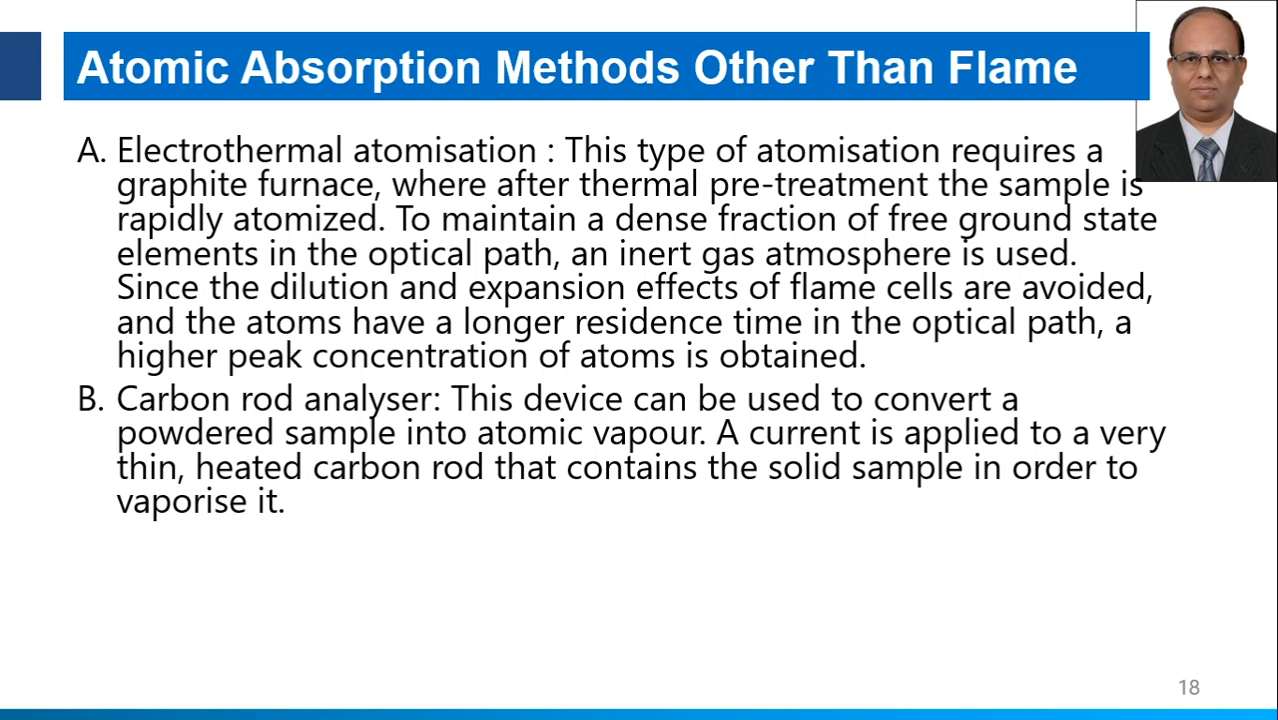 Atomic Absorption Methods Other Than Flame
A. Electrothermal atomisation : This type of atomisation requires a
graphite furnace, where after thermal pre-treatment the sample is
rapidly atomized. To maintain a dense fraction of free ground state
elements in the optical path, an inert gas atmosphere is used.
Since the dilution and expansion effects of flame cells are avoided,
and the atoms have a longer residence time in the optical path, a
higher peak concentration of atoms is obtained.
B. Carbon rod analyser: This device can be used to convert a
powdered sample into atomic vapour. A current is applied to a very
thin, heated carbon rod that contains the solid sample in order to
vaporise it.
18